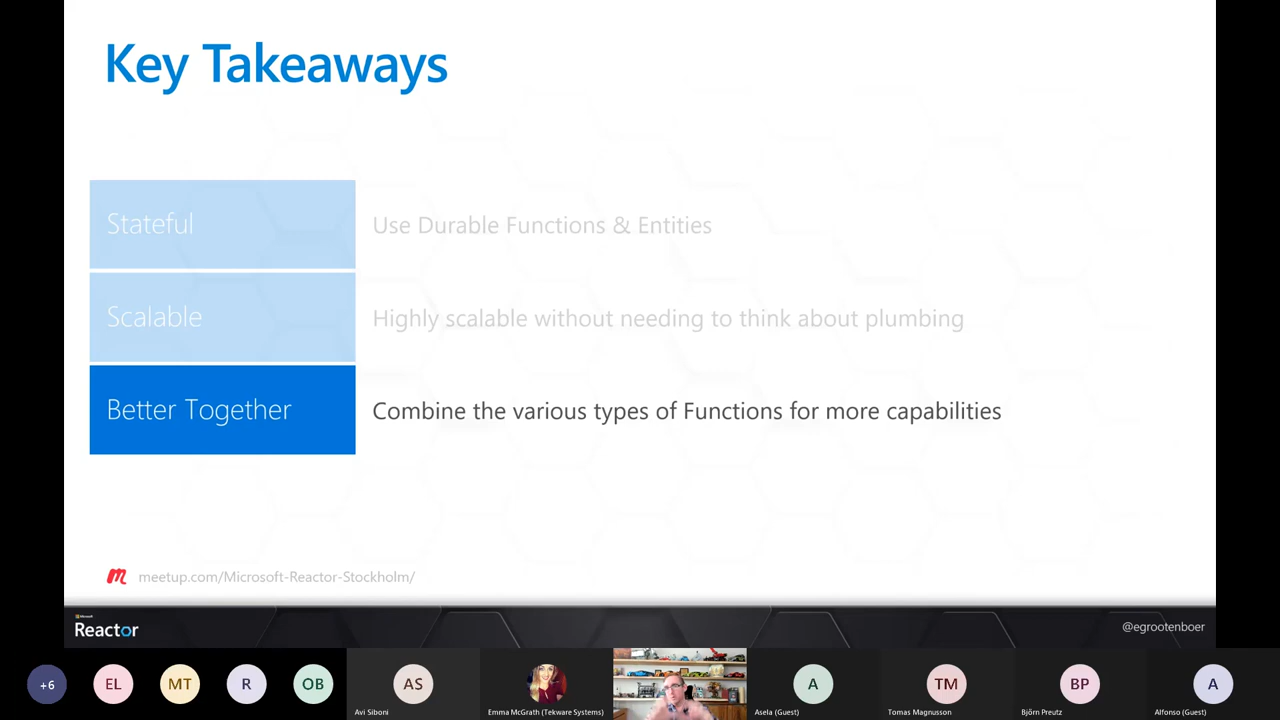 Key Takeaways
Stateful
Use Durable Functions & Entities
Scalable
Highly scalable without needing to think about plumbing
Better Together
Combine the various types of Functions for more capabilities
m meetup.com/Microsoft-Reactor-Stockholm/
Microsoft
Reactor
@egrootenboer
+6
EL
MT
R
OB
AS
A
TM
BP
A
Avi Siboni
Emma McGrath (Tekware Systems)
Asela (Guest)
Tomas Magnusson
Björn Preutz
Alfonso (Guest)